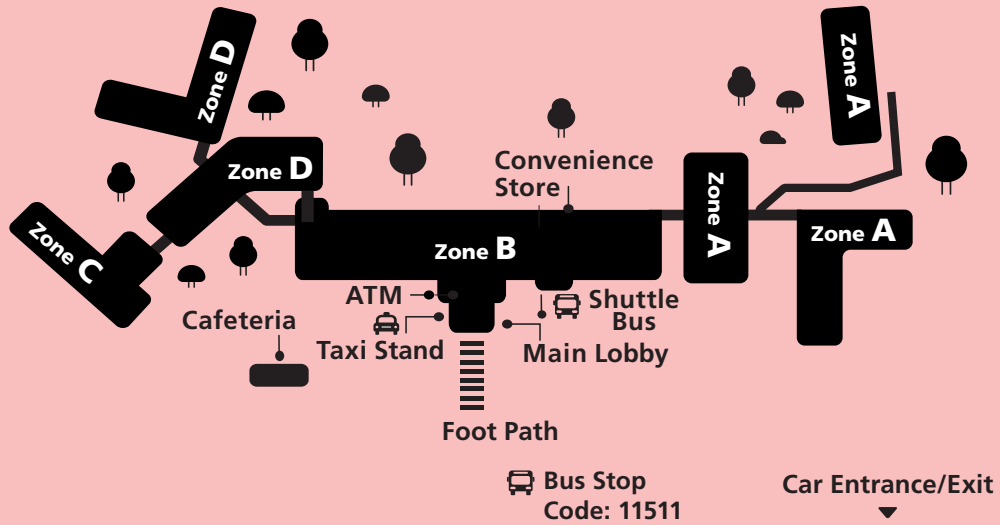 Zone D
Zone A
Convenience
Store
Zone D
Zone A
Zone C
Zone B
Zone A
ATM
Shuttle
Bus
Cafeteria
Taxi Stand
Main Lobby
Foot Path
Bus Stop
Code: 11511
Car Entrance/Exit